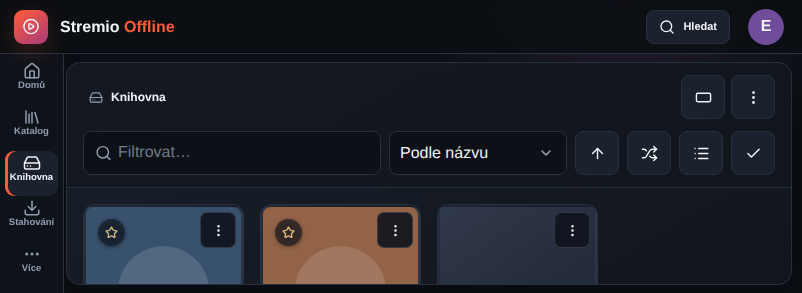 Stremio Offline
Hledat
E
Domů
Katalog
Knihovna
Stahování
Více
Knihovna
Filtrovat…
Podle názvu